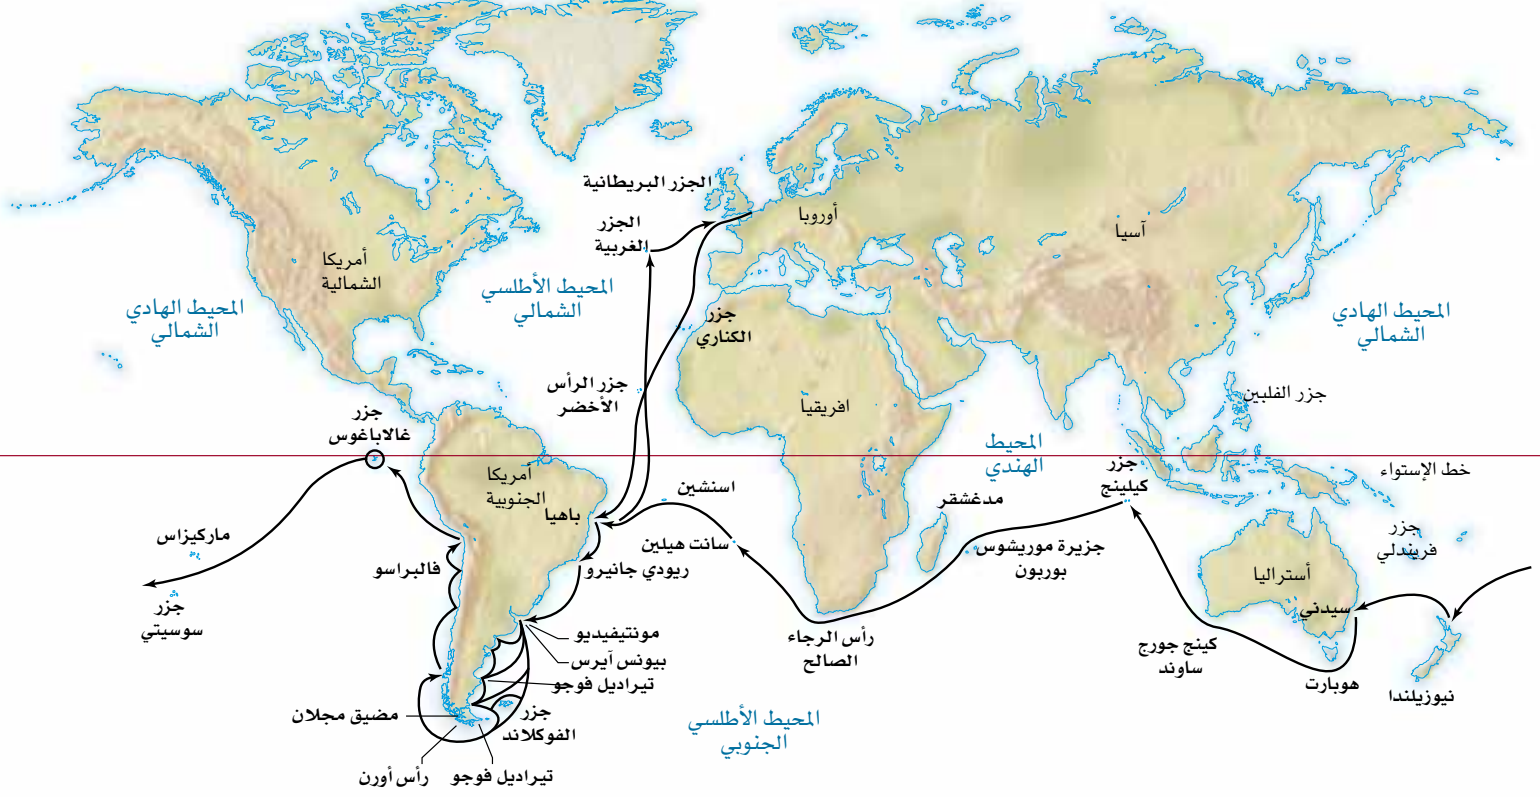 الجزر البريطانية
الجزر
الغربية
أوروبا
آسيا
أمريكا
الشمالية
المحيط الأطلسي
الشمالي
المحيط الهادي
الشمالي
المحيط الهادي
الشمالي
جزر
الكناري
جزر الرأس
الأخضر
افريقيا
جزر الفلبين
جزر
غالاباغوس
المحيط
الهندي
جزر
كيلينج
خط الإستواء
أمريكا
الجنوبية
باهيا
اسنشين
مدغشقر
ماركيزاس
سانت هيلين
جزيرة موريشوس
بوربون
جزر
فريندلي
فالبراسو
ريودي جانيرو
أستراليا
سيدني
جزر
سوسيتي
مونتيفيديو
بيونس آيرس
تيراديل فوجو
رأس الرجاء
الصالح
كينج جورج
ساوند
هوبارت
نيوزيلندا
مضيق مجلان
جزر
الفوكلاند
المحيط الأطلسي
الجنوبي
رأس أورن
تيراديل فوجو